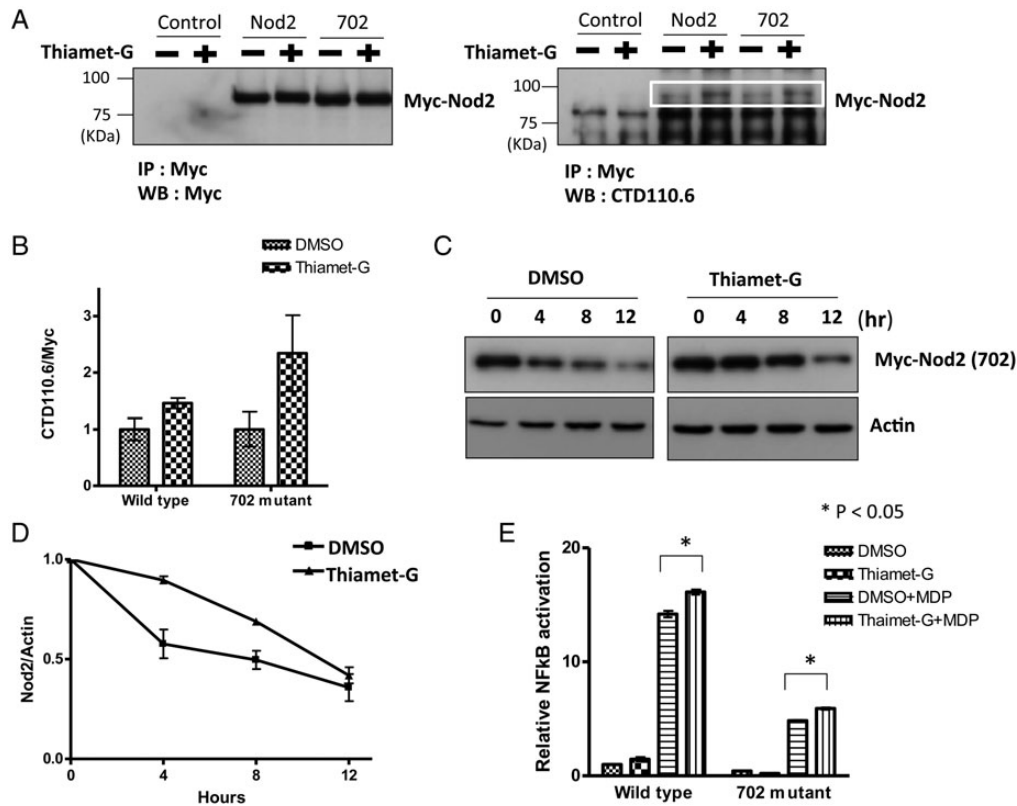 A
Control Nod2 702
Thiamet-G − + − + − +
100
75
(KDa)
Myc-Nod2
IP : Myc
WB : Myc
Control Nod2 702
Thiamet-G − + − + − +
100
75
(KDa)
Myc-Nod2
IP : Myc
WB : CTD110.6
B
DMSO
Thiamet-G
CTD110.6/Myc
3
2
1
0
Wild type 702 mutant
C
DMSO Thiamet-G
0 4 8 12 0 4 8 12 (hr)
Myc-Nod2 (702)
Actin
D
DMSO
Thiamet-G
Nod2/Actin
1.0
0.5
0.0
0 4 8 12
Hours
E
* P < 0.05
DMSO
Thiamet-G
DMSO+MDP
Thaimet-G+MDP
Relative NFkB activation
20
10
0
* *
Wild type 702 mutant